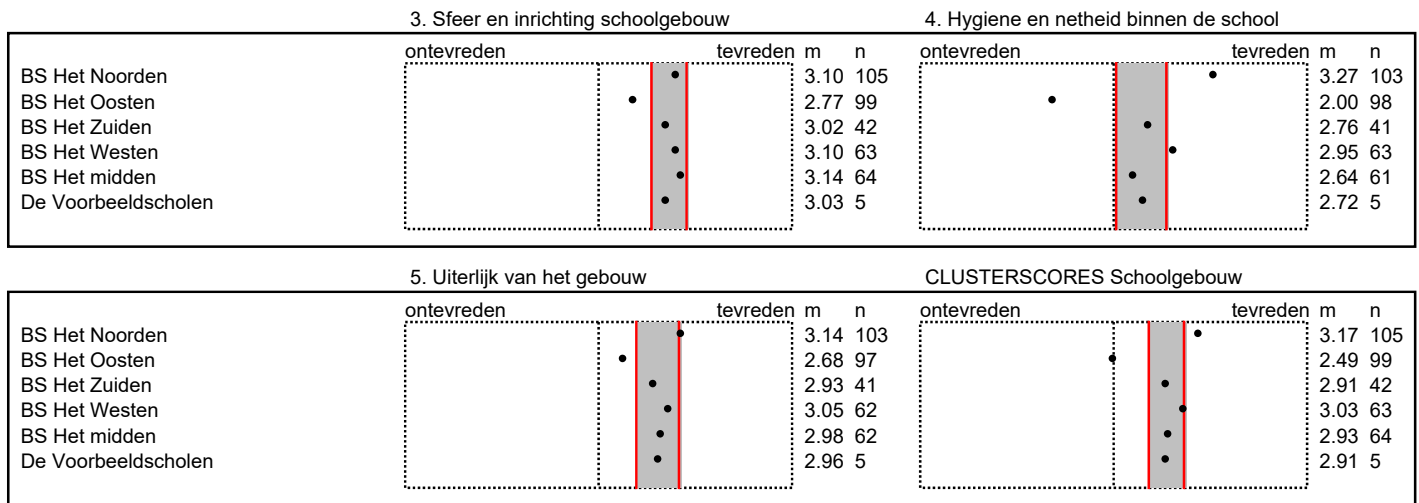 3. Sfeer en inrichting schoolgebouw 4. Hygiene en netheid binnen de school
ontevreden tevreden m n ontevreden tevreden m n
BS Het Noorden 3.10 105 3.27 103
BS Het Oosten 2.77 99 2.00 98
BS Het Zuiden 3.02 42 2.76 41
BS Het Westen 3.10 63 2.95 63
BS Het midden 3.14 64 2.64 61
De Voorbeeldscholen 3.03 5 2.72 5
5. Uiterlijk van het gebouw CLUSTERSCORES Schoolgebouw
ontevreden tevreden m n ontevreden tevreden m n
BS Het Noorden 3.14 103 3.17 105
BS Het Oosten 2.68 97 2.49 99
BS Het Zuiden 2.93 41 2.91 42
BS Het Westen 3.05 62 3.03 63
BS Het midden 2.98 62 2.93 64
De Voorbeeldscholen 2.96 5 2.91 5